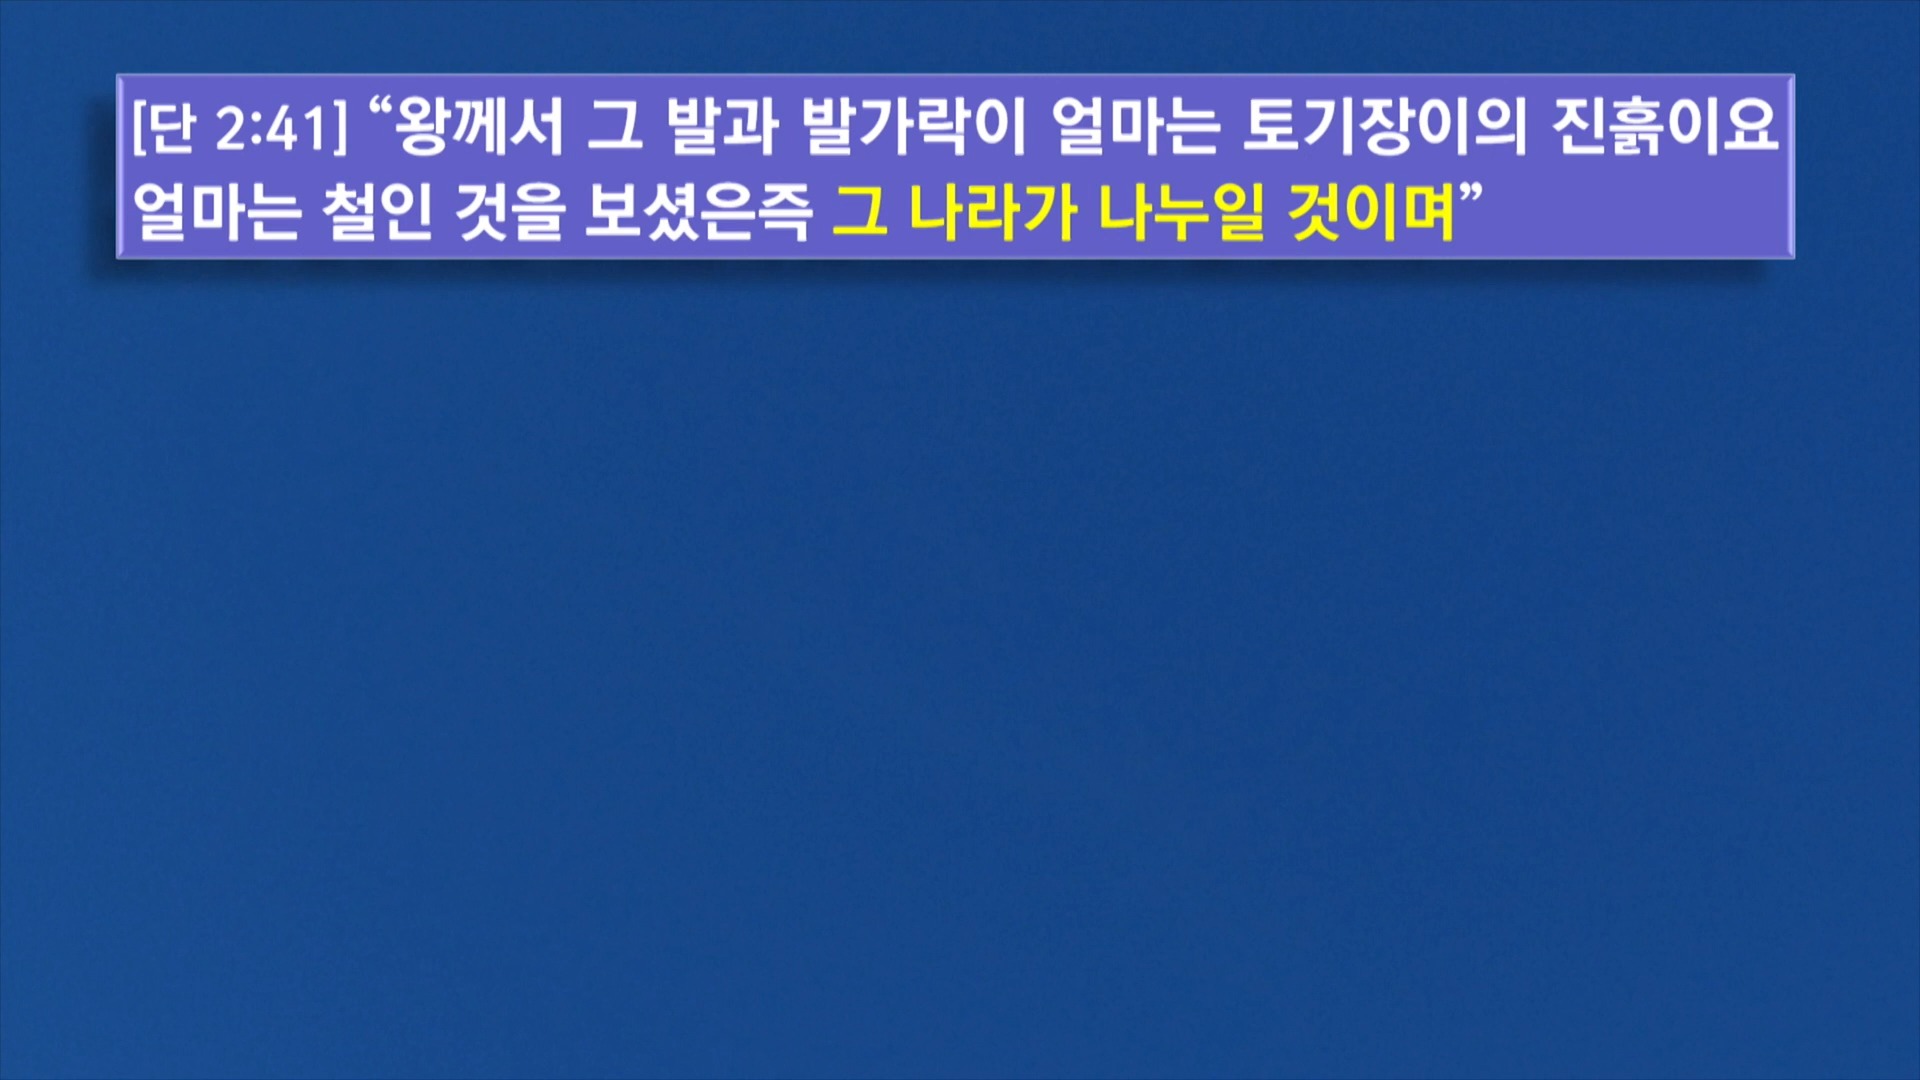 [단 2:41] “왕께서 그 발과 발가락이 얼마는 토기장이의 진흙이요
얼마는 철인 것을 보셨은즉 그 나라가 나누일 것이며”